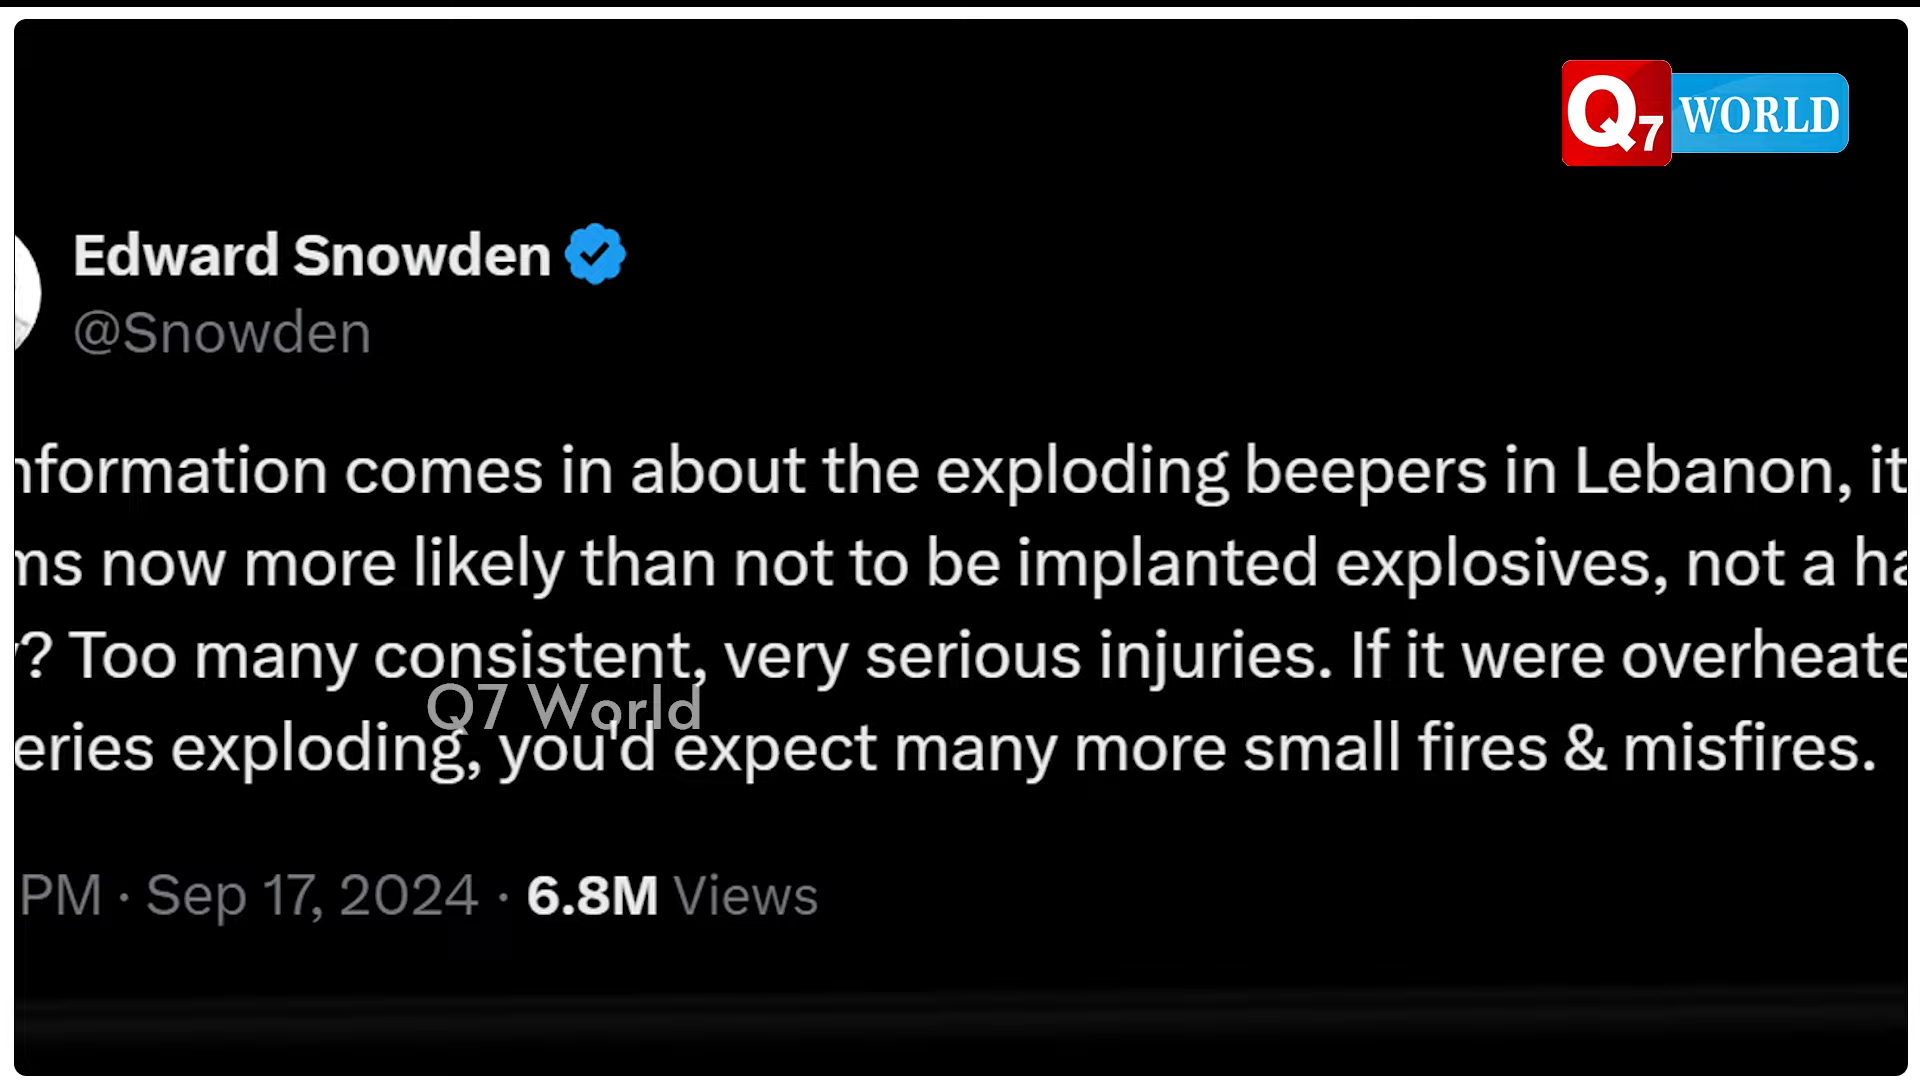 Q7 WORLD
Edward Snowden
@Snowden
nformation comes in about the exploding beepers in Lebanon, it
ms now more likely than not to be implanted explosives, not a ha
y? Too many consistent, very serious injuries. If it were overheate
Q7 World
eries exploding, you'd expect many more small fires & misfires.
PM · Sep 17, 2024 · 6.8M Views